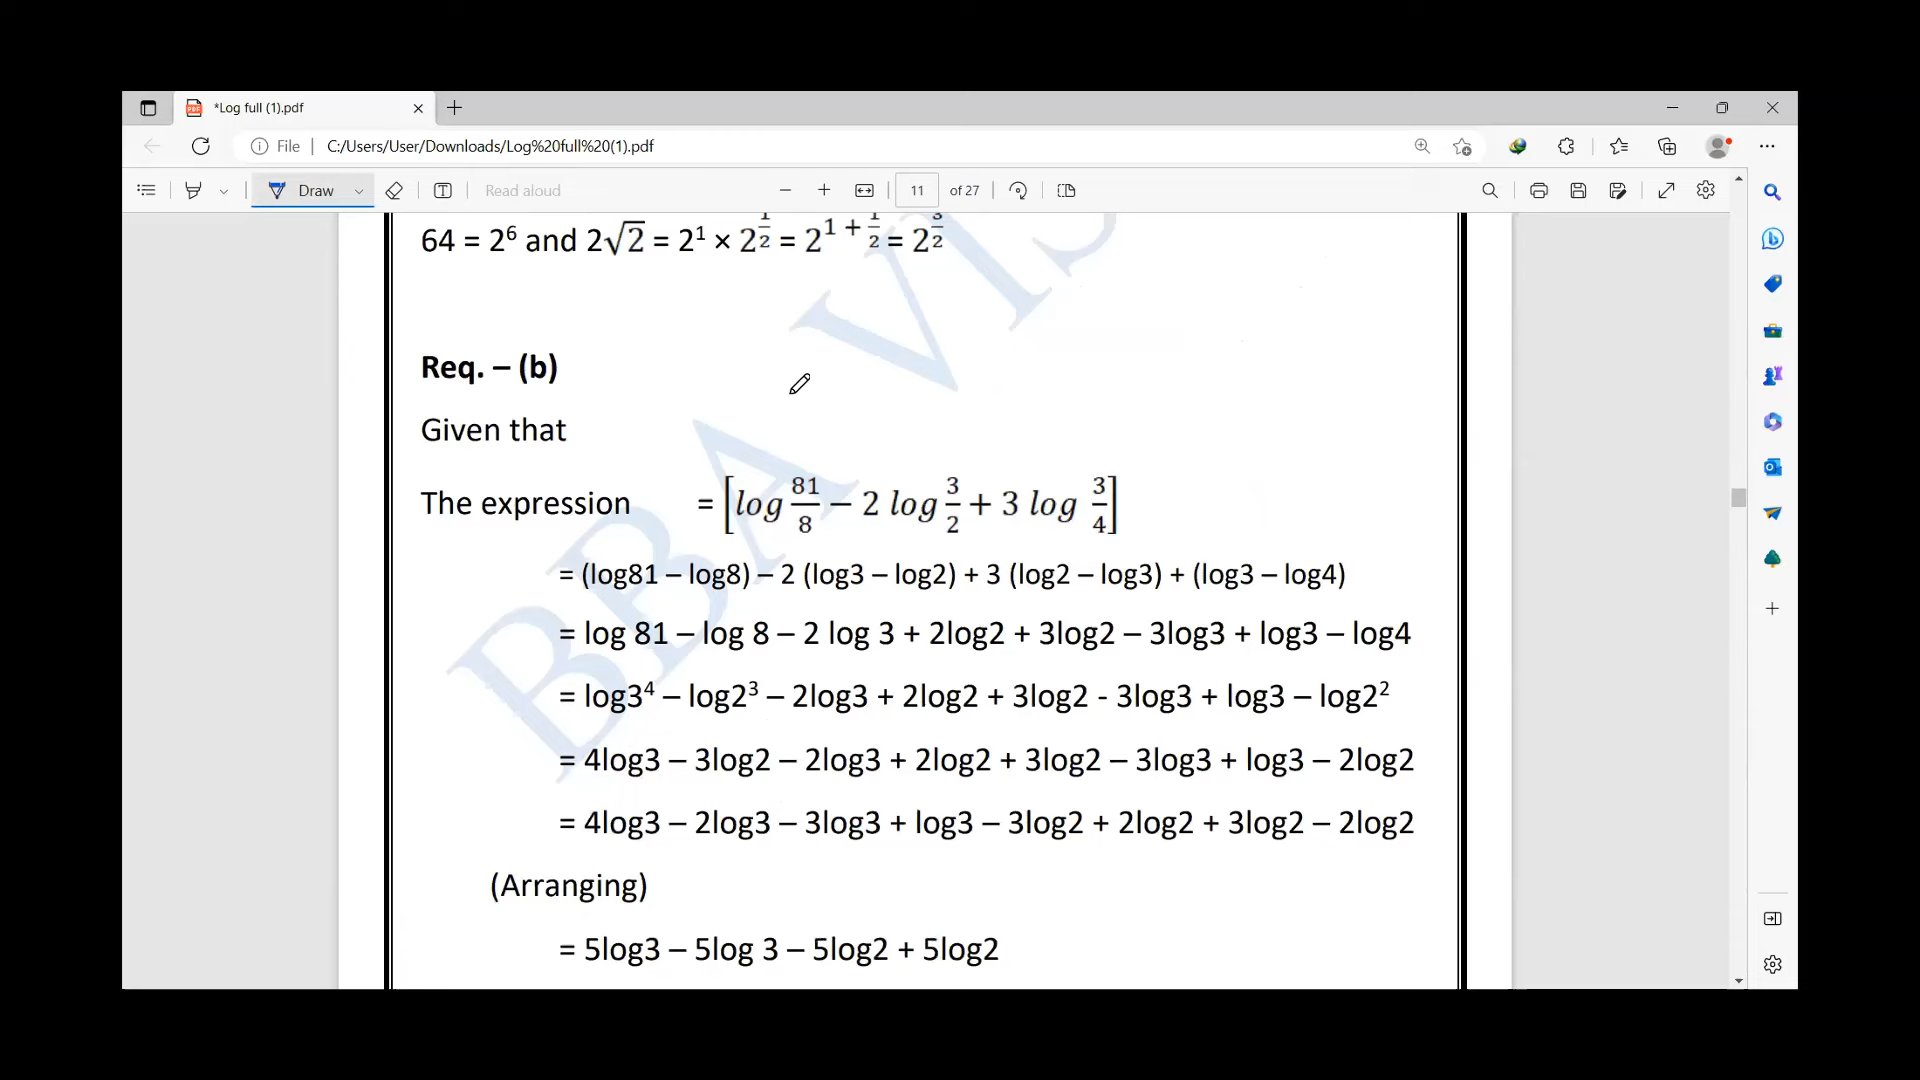 *Log full (1).pdf
File C:/Users/User/Downloads/Log%20full%20(1).pdf
Draw Read aloud 11 of 27
64 = 2⁶ and 2√2 = 2¹ × 2^{1/2} = 2^{1 + 1/2} = 2^{3/2}
Req. – (b)
Given that
The expression = [log 81/8 – 2 log 3/2 + 3 log 3/4]
= (log81 – log8) – 2 (log3 – log2) + 3 (log2 – log3) + (log3 – log4)
= log 81 – log 8 – 2 log 3 + 2log2 + 3log2 – 3log3 + log3 – log4
= log3⁴ – log2³ – 2log3 + 2log2 + 3log2 - 3log3 + log3 – log2²
= 4log3 – 3log2 – 2log3 + 2log2 + 3log2 – 3log3 + log3 – 2log2
= 4log3 – 2log3 – 3log3 + log3 – 3log2 + 2log2 + 3log2 – 2log2
(Arranging)
= 5log3 – 5log 3 – 5log2 + 5log2
BBA VIS